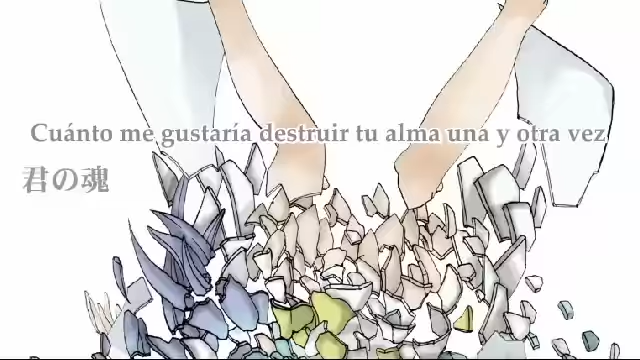 Cuánto me gustaría destruir tu alma una y otra vez
君の魂